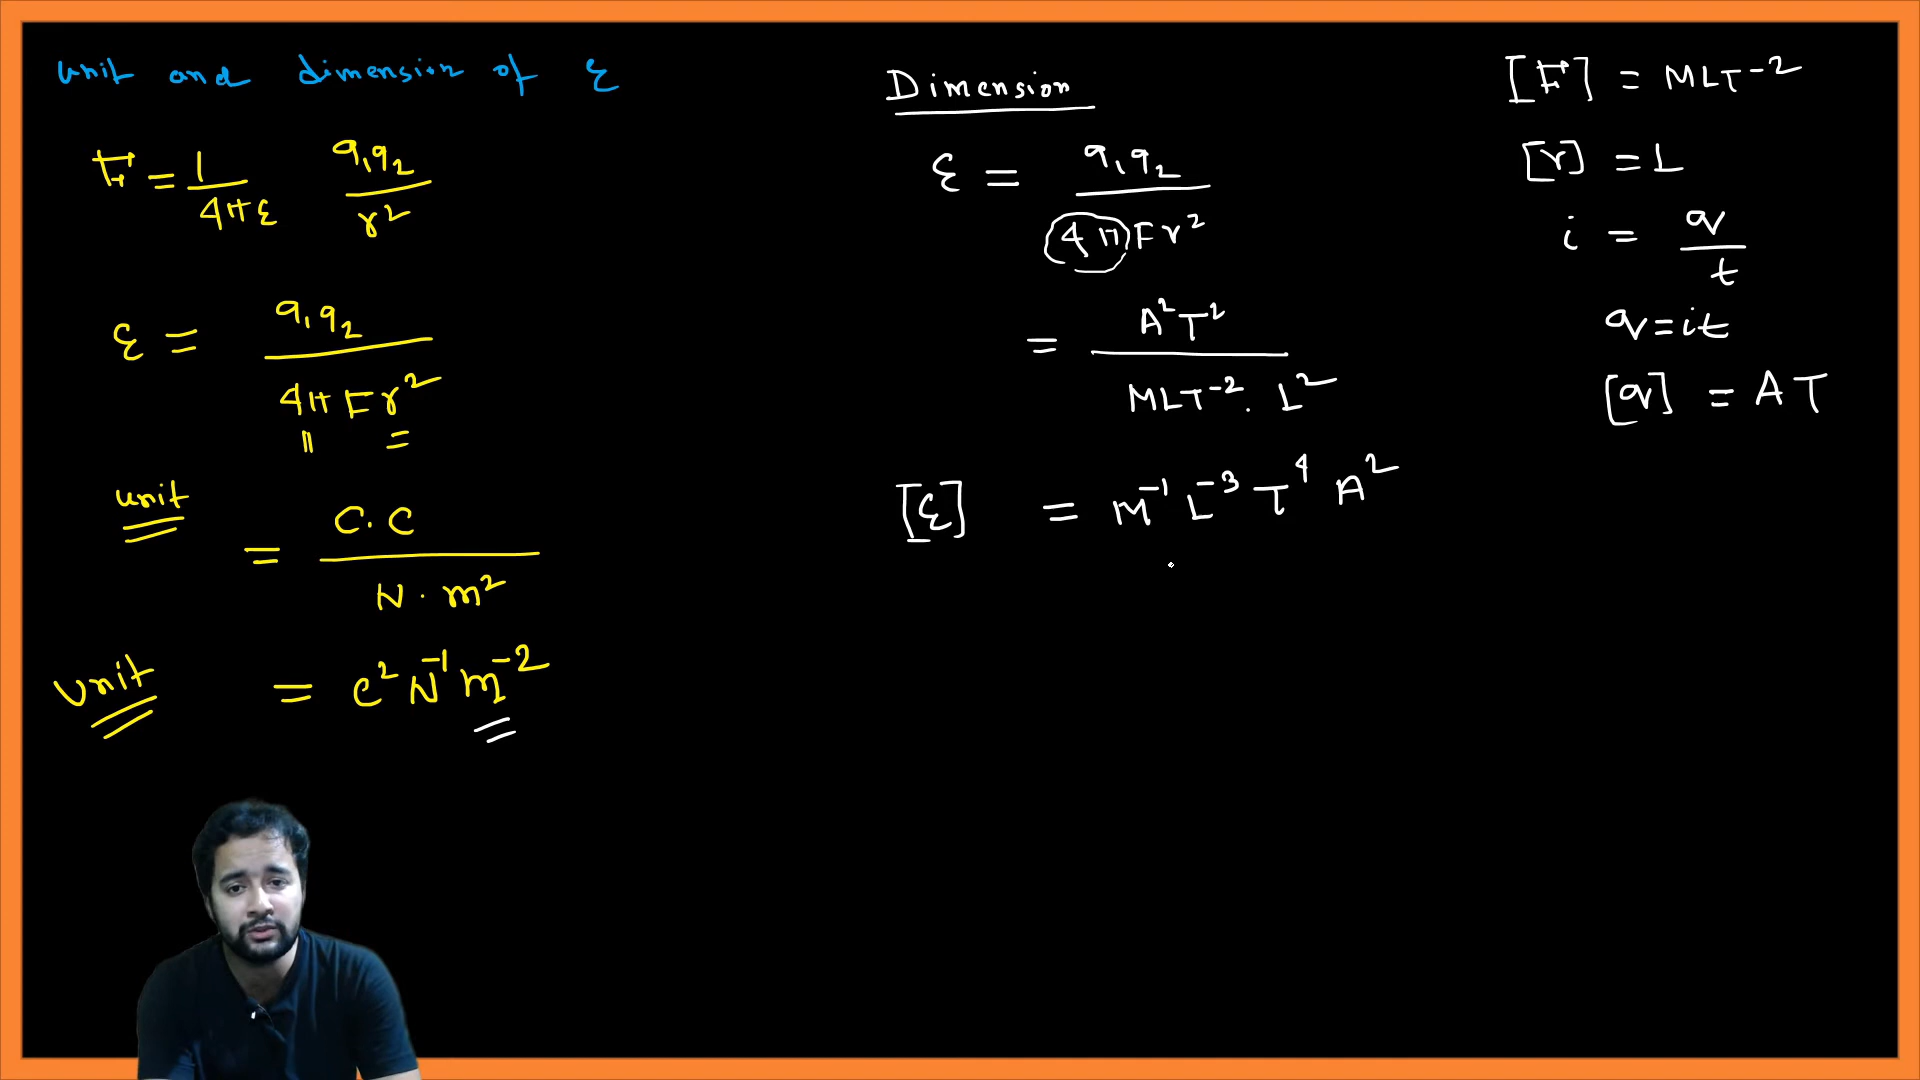 unit and dimension of ε
F = 1/4πε q₁q₂/r²
ε = q₁q₂/4πFr²
unit
= C.C/N.m²
unit = C²N⁻¹m⁻²
Dimension
ε = q₁q₂/4πFr²
= A²T²/MLT⁻². L²
[ε] = M⁻¹L⁻³T⁴A²
[F] = MLT⁻²
[r] = L
i = q/t
q=it
[q] = AT